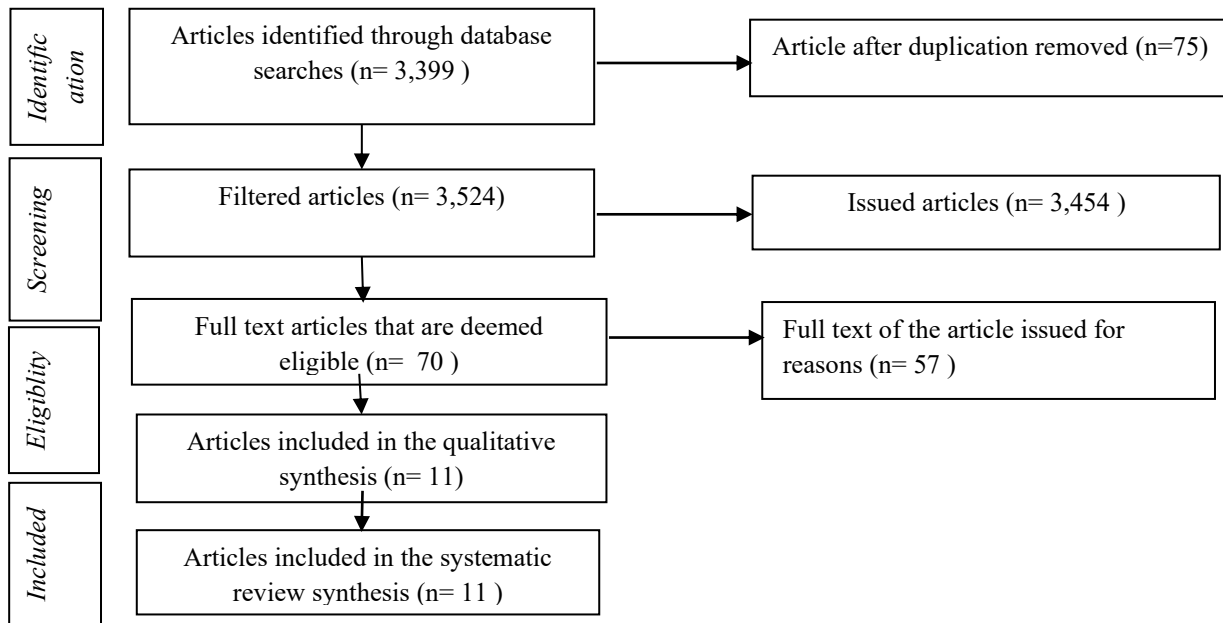 Identific
ation
Articles identified through database
searches (n= 3,399 )
Article after duplication removed (n=75)
Screening
Filtered articles (n= 3,524)
Issued articles (n= 3,454 )
Eligiblity
Full text articles that are deemed
eligible (n=  70 )
Full text of the article issued for
reasons (n= 57 )
Articles included in the qualitative
synthesis (n= 11)
Included
Articles included in the systematic
review synthesis (n= 11 )